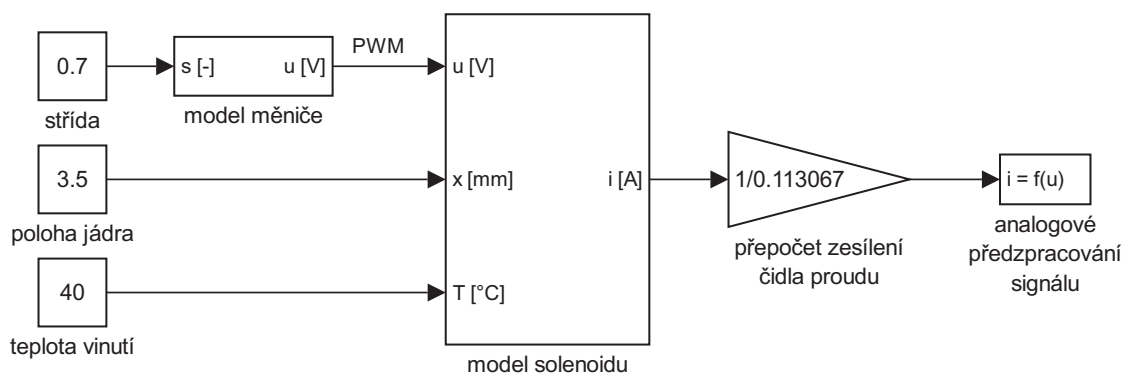 PWM
0.7
s [-]
u [V]
u [V]
střída
model měniče
3.5
x [mm]
i [A]
1/0.113067
i = f(u)
poloha jádra
přepočet zesílení
čidla proudu
analogové
předzpracování
signálu
40
T [°C]
teplota vinutí
model solenoidu